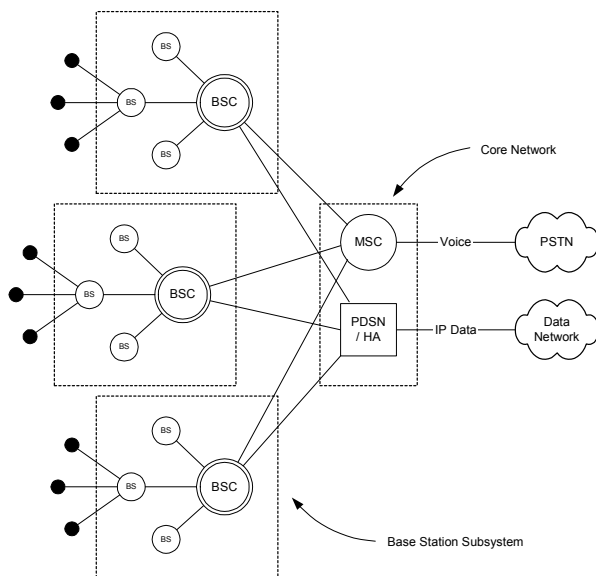 BS
BS
BSC
BS
Core Network
BS
MSC
Voice
PSTN
BS
BSC
BS
PDSN
/ HA
IP Data
Data
Network
BS
BS
BSC
BS
Base Station Subsystem